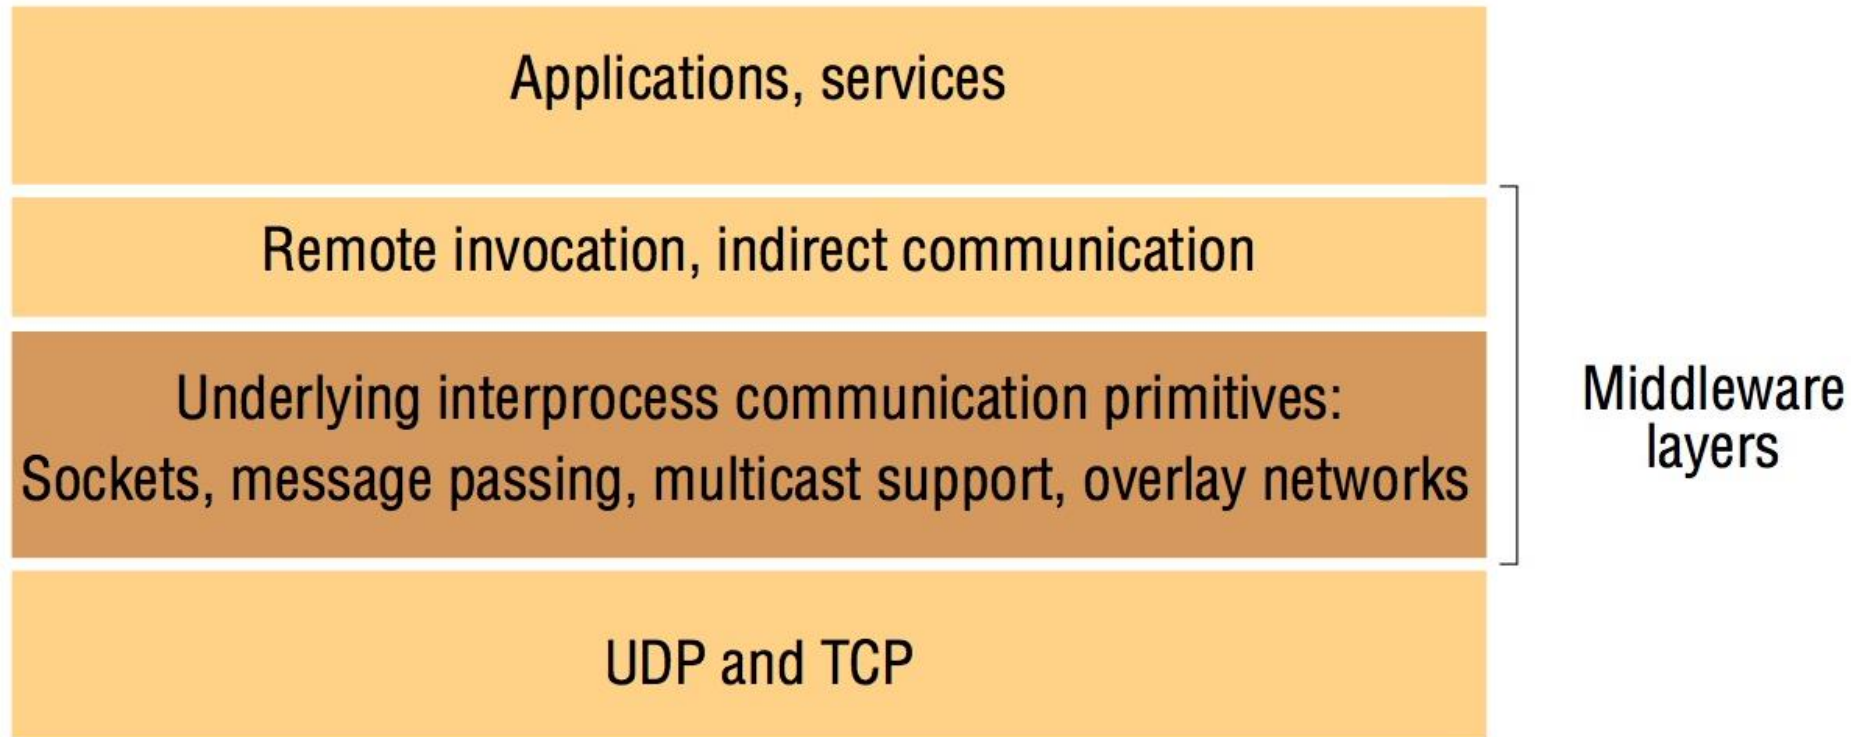 Applications, services
Remote invocation, indirect communication
Underlying interprocess communication primitives:
Sockets, message passing, multicast support, overlay networks
Middleware
layers
UDP and TCP